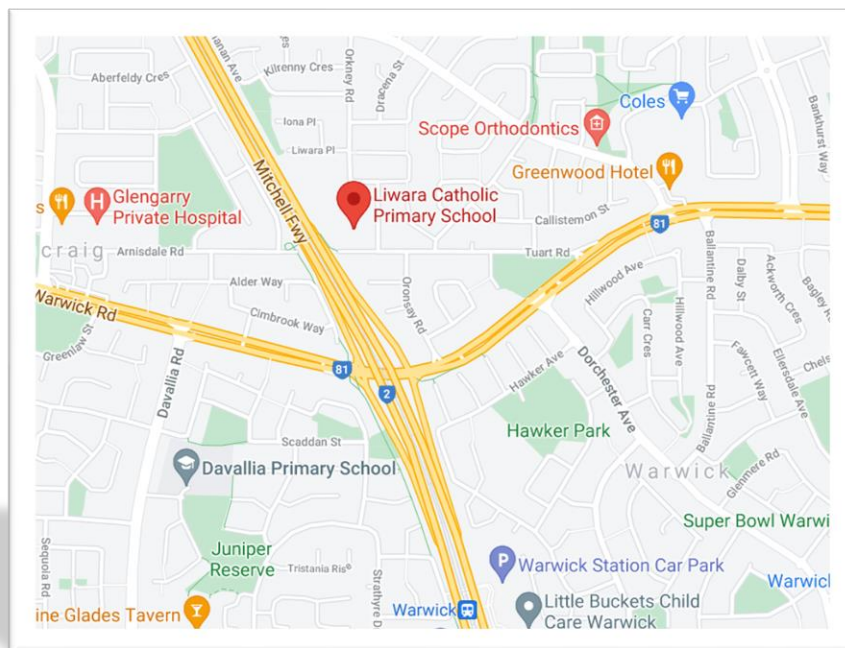 Aberfeldy Cres
Kilrenny Cres
Orkney Rd
Dracena St
Iona Pl
Liwara Pl
Mitchell Fwy
Coles
Scope Orthodontics
Greenwood Hotel
Bankhurst Way
Glengarry
Private Hospital
H
Liwara Catholic
Primary School
Callistemon St
81
craig
Arnisdale Rd
Tuart Rd
Alder Way
Oronsay Rd
Hillwood Ave
Ballantine Rd
Dalby St
Ackworth Cres
Warwick Rd
Cimbrook Way
Greenlaw St
Davallia Rd
81
2
Carr Cres
Hillwood Ave
Fawcett Way
Ellersdale Ave
Hawker Ave
Dorchester Ave
Ballantine Rd
Hawker Park
Scaddan St
Davallia Primary School
Warwick
Glenmere Rd
Super Bowl Warwi
Juniper
Reserve
Sequoia Rd
Tristania Ris
Strathyre D
P
Warwick Station Car Park
Warwick
ine Glades Tavern
Warwick
Little Buckets Child
Care Warwick